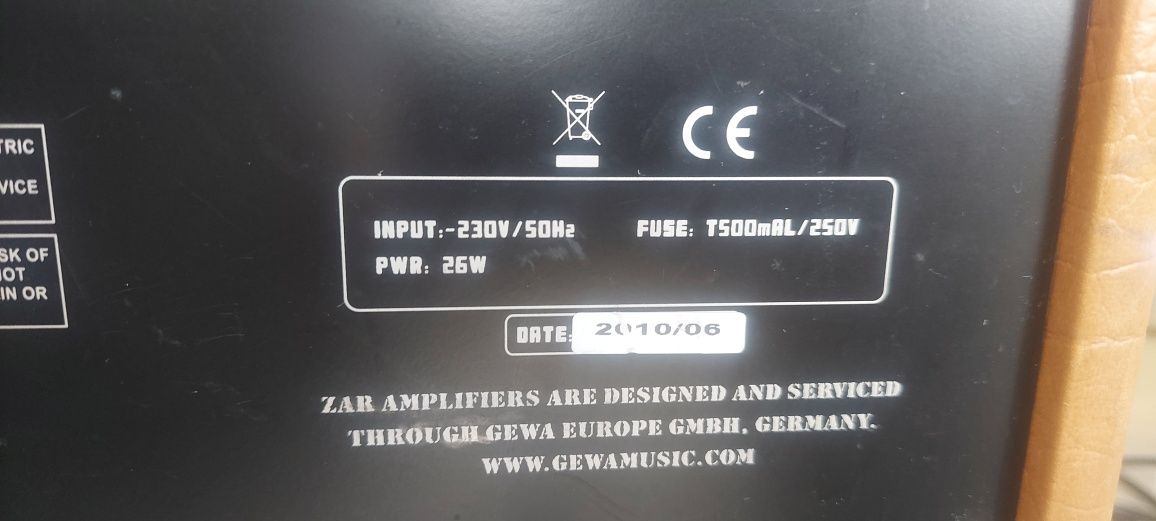 TRIC
VICE
SK OF
NOT
IN OR
CE
INPUT:~230V/50Hz FUSE: T500mAL/250V
PWR: 26W
DATE: 2010/06
ZAR AMPLIFIERS ARE DESIGNED AND SERVICED
THROUGH GEWA EUROPE GMBH. GERMANY.
WWW.GEWAMUSIC.COM